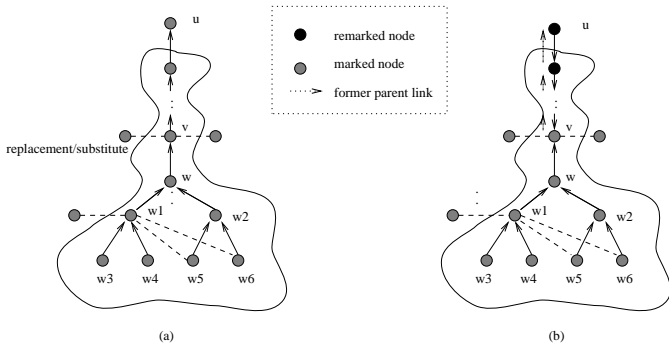 u
v
replacement/substitute
w
w1
w2
w3
w4
w5
w6
(a)
remarked node
marked node
former parent link
u
v
w
w1
w2
w3
w4
w5
w6
(b)